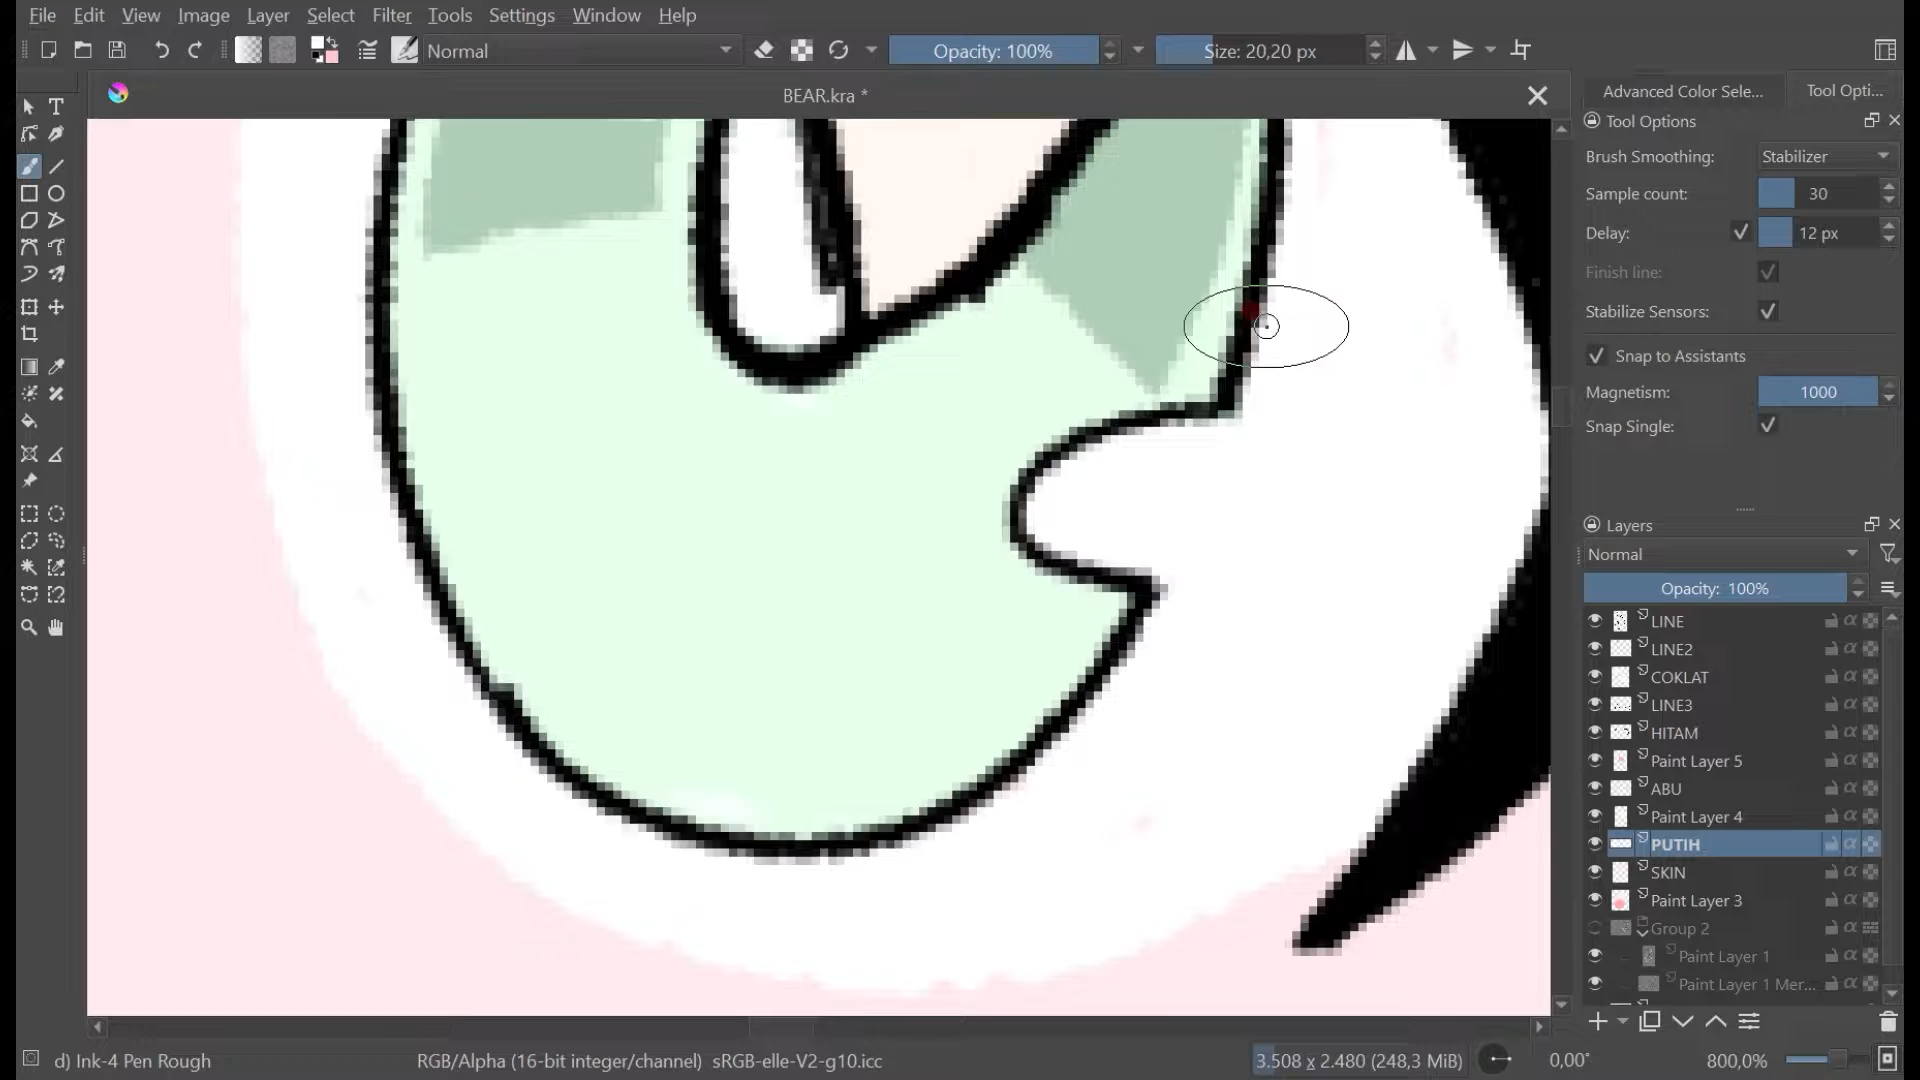 File Edit View Image Layer Select Filter Tools Settings Window Help
Normal Opacity: 100% Size: 20,20 px
BEAR.kra *
Advanced Color Sele... Tool Opti...
Tool Options
Brush Smoothing: Stabilizer
Sample count: 30
Delay: 12 px
Finish line:
Stabilize Sensors:
Snap to Assistants
Magnetism: 1000
Snap Single:
Layers
Normal
Opacity: 100%
LINE
LINE2
COKLAT
LINE3
HITAM
Paint Layer 5
ABU
Paint Layer 4
PUTIH
SKIN
Paint Layer 3
Group 2
Paint Layer 1
Paint Layer 1 Mer...
d) Ink-4 Pen Rough RGB/Alpha (16-bit integer/channel) sRGB-elle-V2-g10.icc 3.508 x 2.480 (248,3 MiB) 0,00° 800,0%